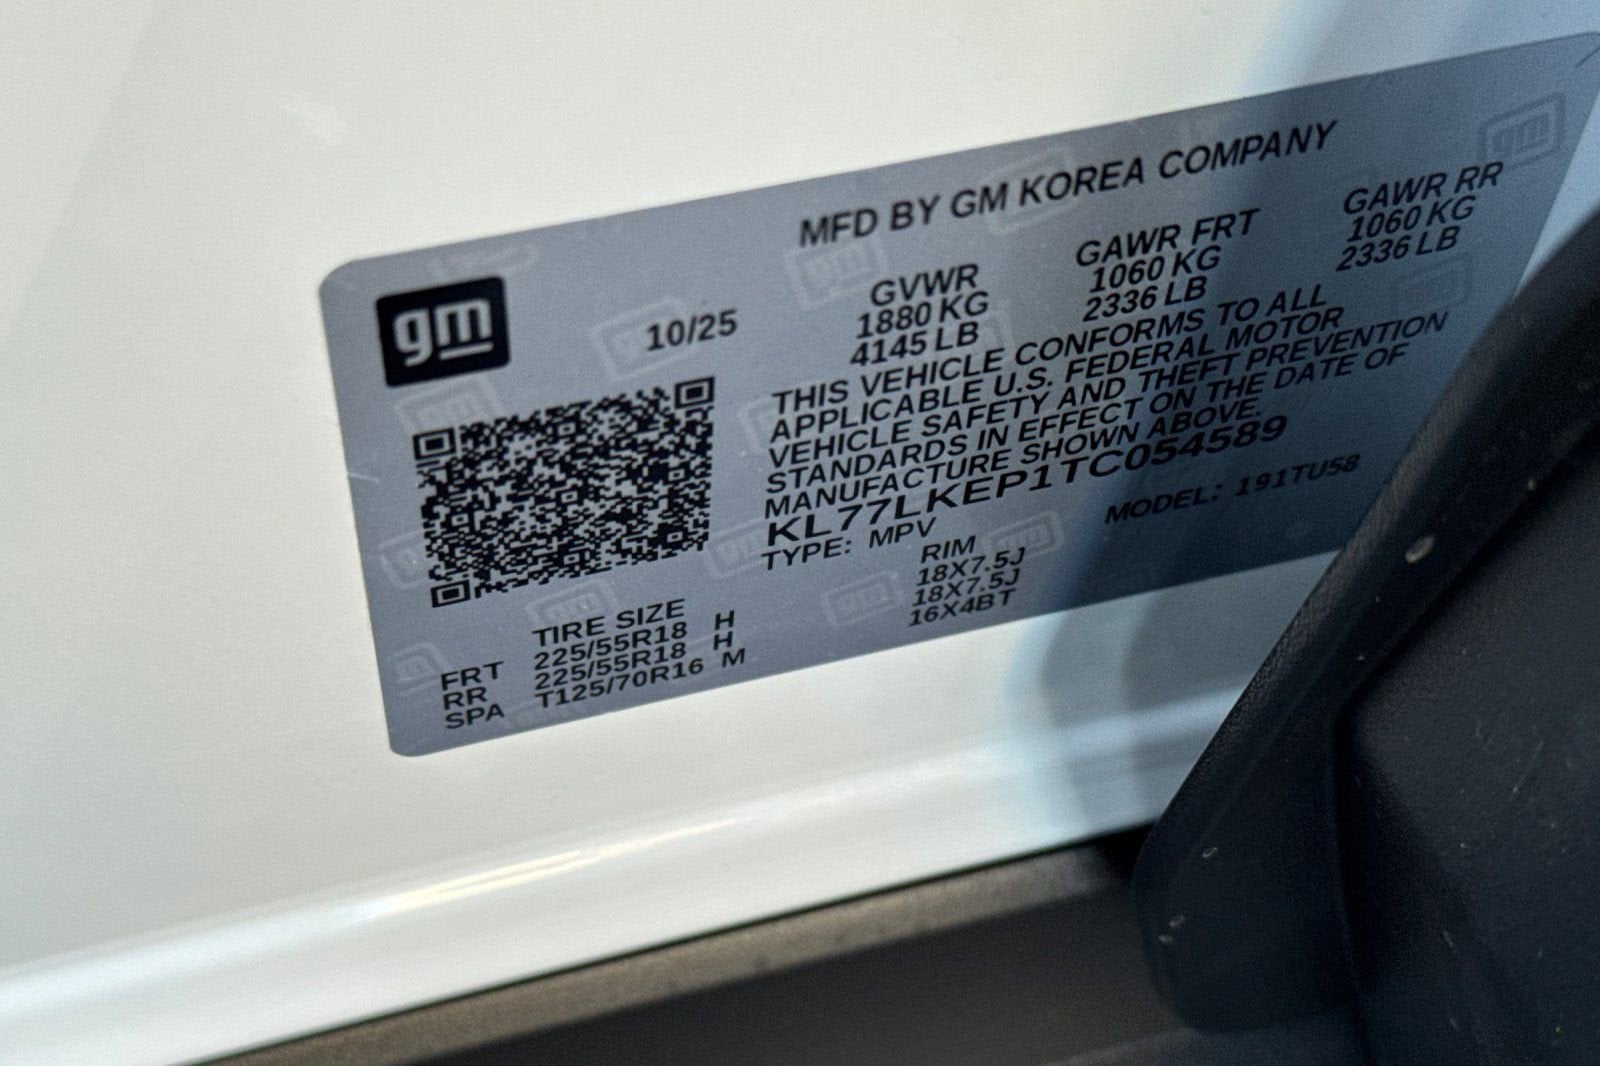 gm
10/25
MFD BY GM KOREA COMPANY
GVWR GAWR FRT GAWR RR
1880 KG 1060 KG 1060 KG
4145 LB 2336 LB 2336 LB
THIS VEHICLE CONFORMS TO ALL
APPLICABLE U.S. FEDERAL MOTOR
VEHICLE SAFETY AND THEFT PREVENTION
STANDARDS IN EFFECT ON THE DATE OF
MANUFACTURE SHOWN ABOVE.
KL77LKEP1TC054589
TYPE: MPV MODEL: 191TU58
TIRE SIZE RIM
FRT 225/55R18 H 18X7.5J
RR 225/55R18 H 18X7.5J
SPA T125/70R16 M 16X4BT